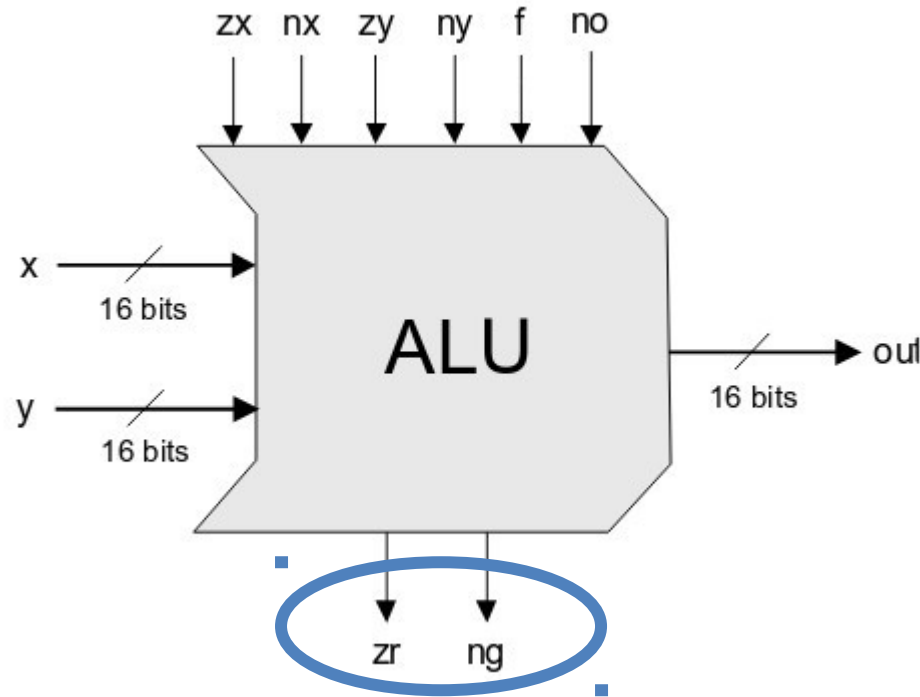 zx nx zy ny f no
x
16 bits
ALU
out
16 bits
y
16 bits
zr ng